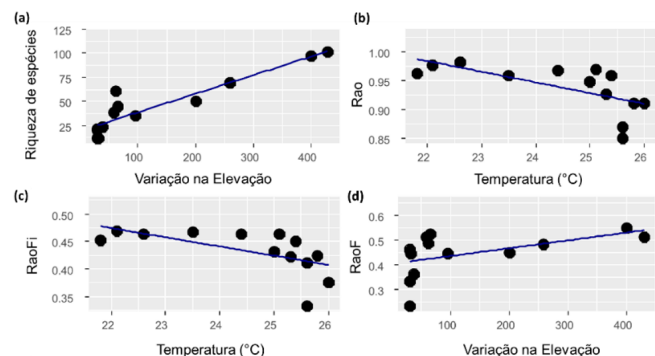 (a)
Riqueza de espécies
125
100
75
50
25
100 200 300 400
Variação na Elevação
(b)
Rao
1.00
0.95
0.90
0.85
22 23 24 25 26
Temperatura (°C)
(c)
RaoFi
0.50
0.45
0.40
0.35
22 23 24 25 26
Temperatura (°C)
(d)
RaoF
0.6
0.5
0.4
0.3
100 200 300 400
Variação na Elevação